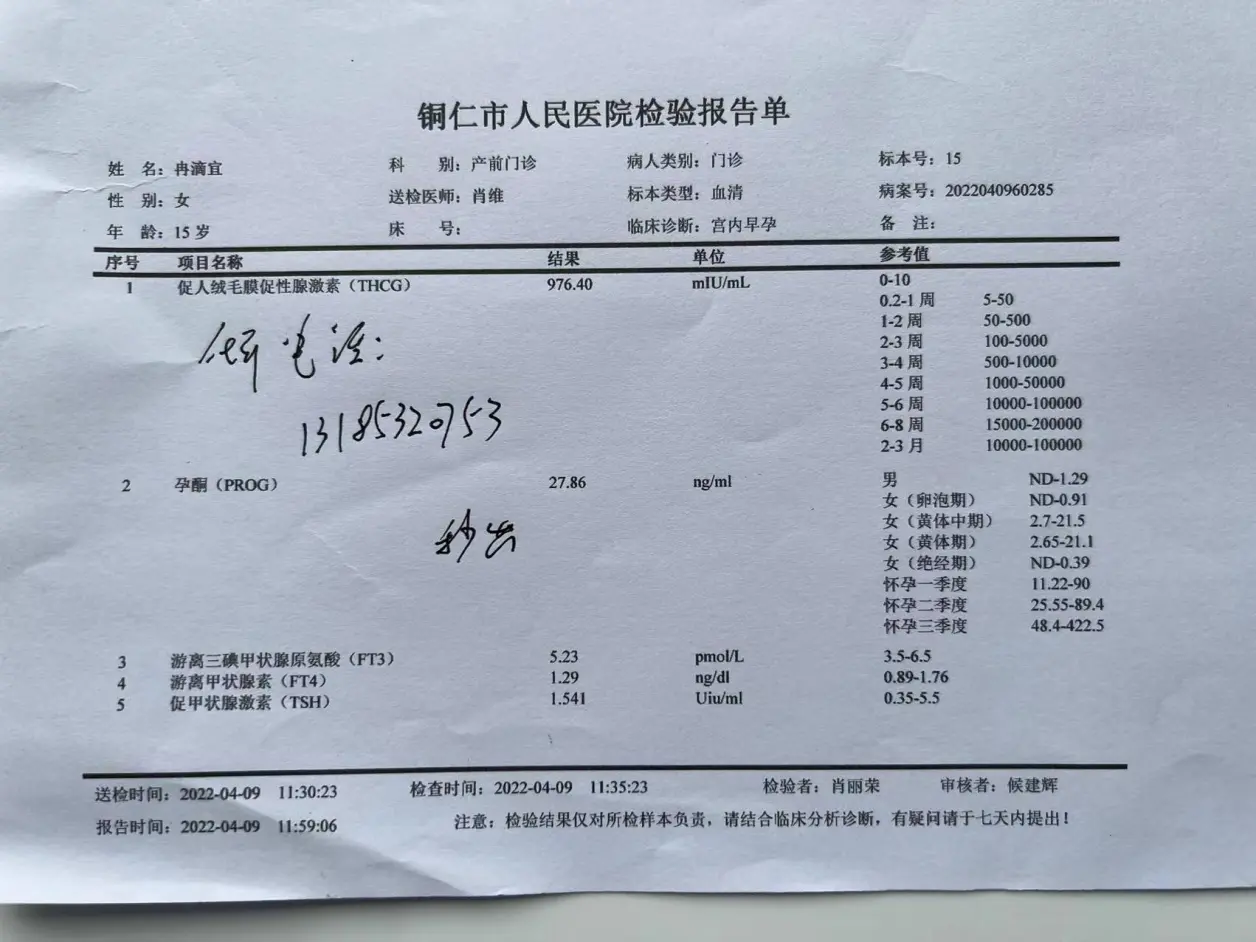 铜仁市人民医院检验报告单
姓 名：冉滴宜 科 别：产前门诊 病人类别：门诊 标本号：15
性 别：女 送检医师：肖维 标本类型：血清 病案号：2022040960285
年 龄：15 岁 床 号： 临床诊断：宫内早孕 备 注：
序号 项目名称 结果 单位 参考值
1 促人绒毛膜促性腺激素（THCG） 976.40 mIU/mL 0-10
0.2-1 周 5-50
1-2 周 50-500
2-3 周 100-5000
3-4 周 500-10000
4-5 周 1000-50000
5-6 周 10000-100000
6-8 周 15000-200000
2-3 月 10000-100000
电话：
13185320753
2 孕酮（PROG） 27.86 ng/ml 男 ND-1.29
女（卵泡期） ND-0.91
女（黄体中期） 2.7-21.5
女（黄体期） 2.65-21.1
女（绝经期） ND-0.39
怀孕一季度 11.22-90
怀孕二季度 25.55-89.4
怀孕三季度 48.4-422.5
秒出
3 游离三碘甲状腺原氨酸（FT3） 5.23 pmol/L 3.5-6.5
4 游离甲状腺素（FT4） 1.29 ng/dl 0.89-1.76
5 促甲状腺激素（TSH） 1.541 Uiu/ml 0.35-5.5
送检时间：2022-04-09 11:30:23 检查时间：2022-04-09 11:35:23 检验者：肖丽荣 审核者：候建辉
报告时间：2022-04-09 11:59:06 注意：检验结果仅对所检样本负责，请结合临床分析诊断，有疑问请于七天内提出！